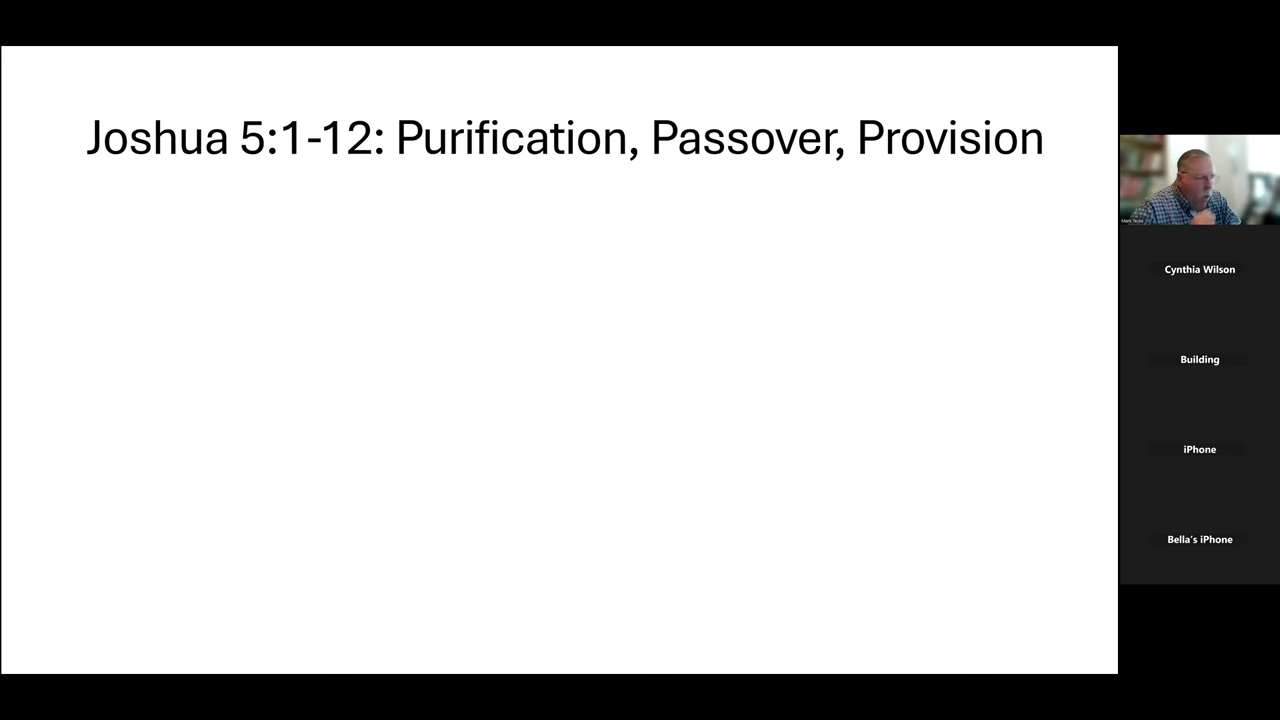 Joshua 5:1-12: Purification, Passover, Provision
Cynthia Wilson
Building
iPhone
Bella's iPhone